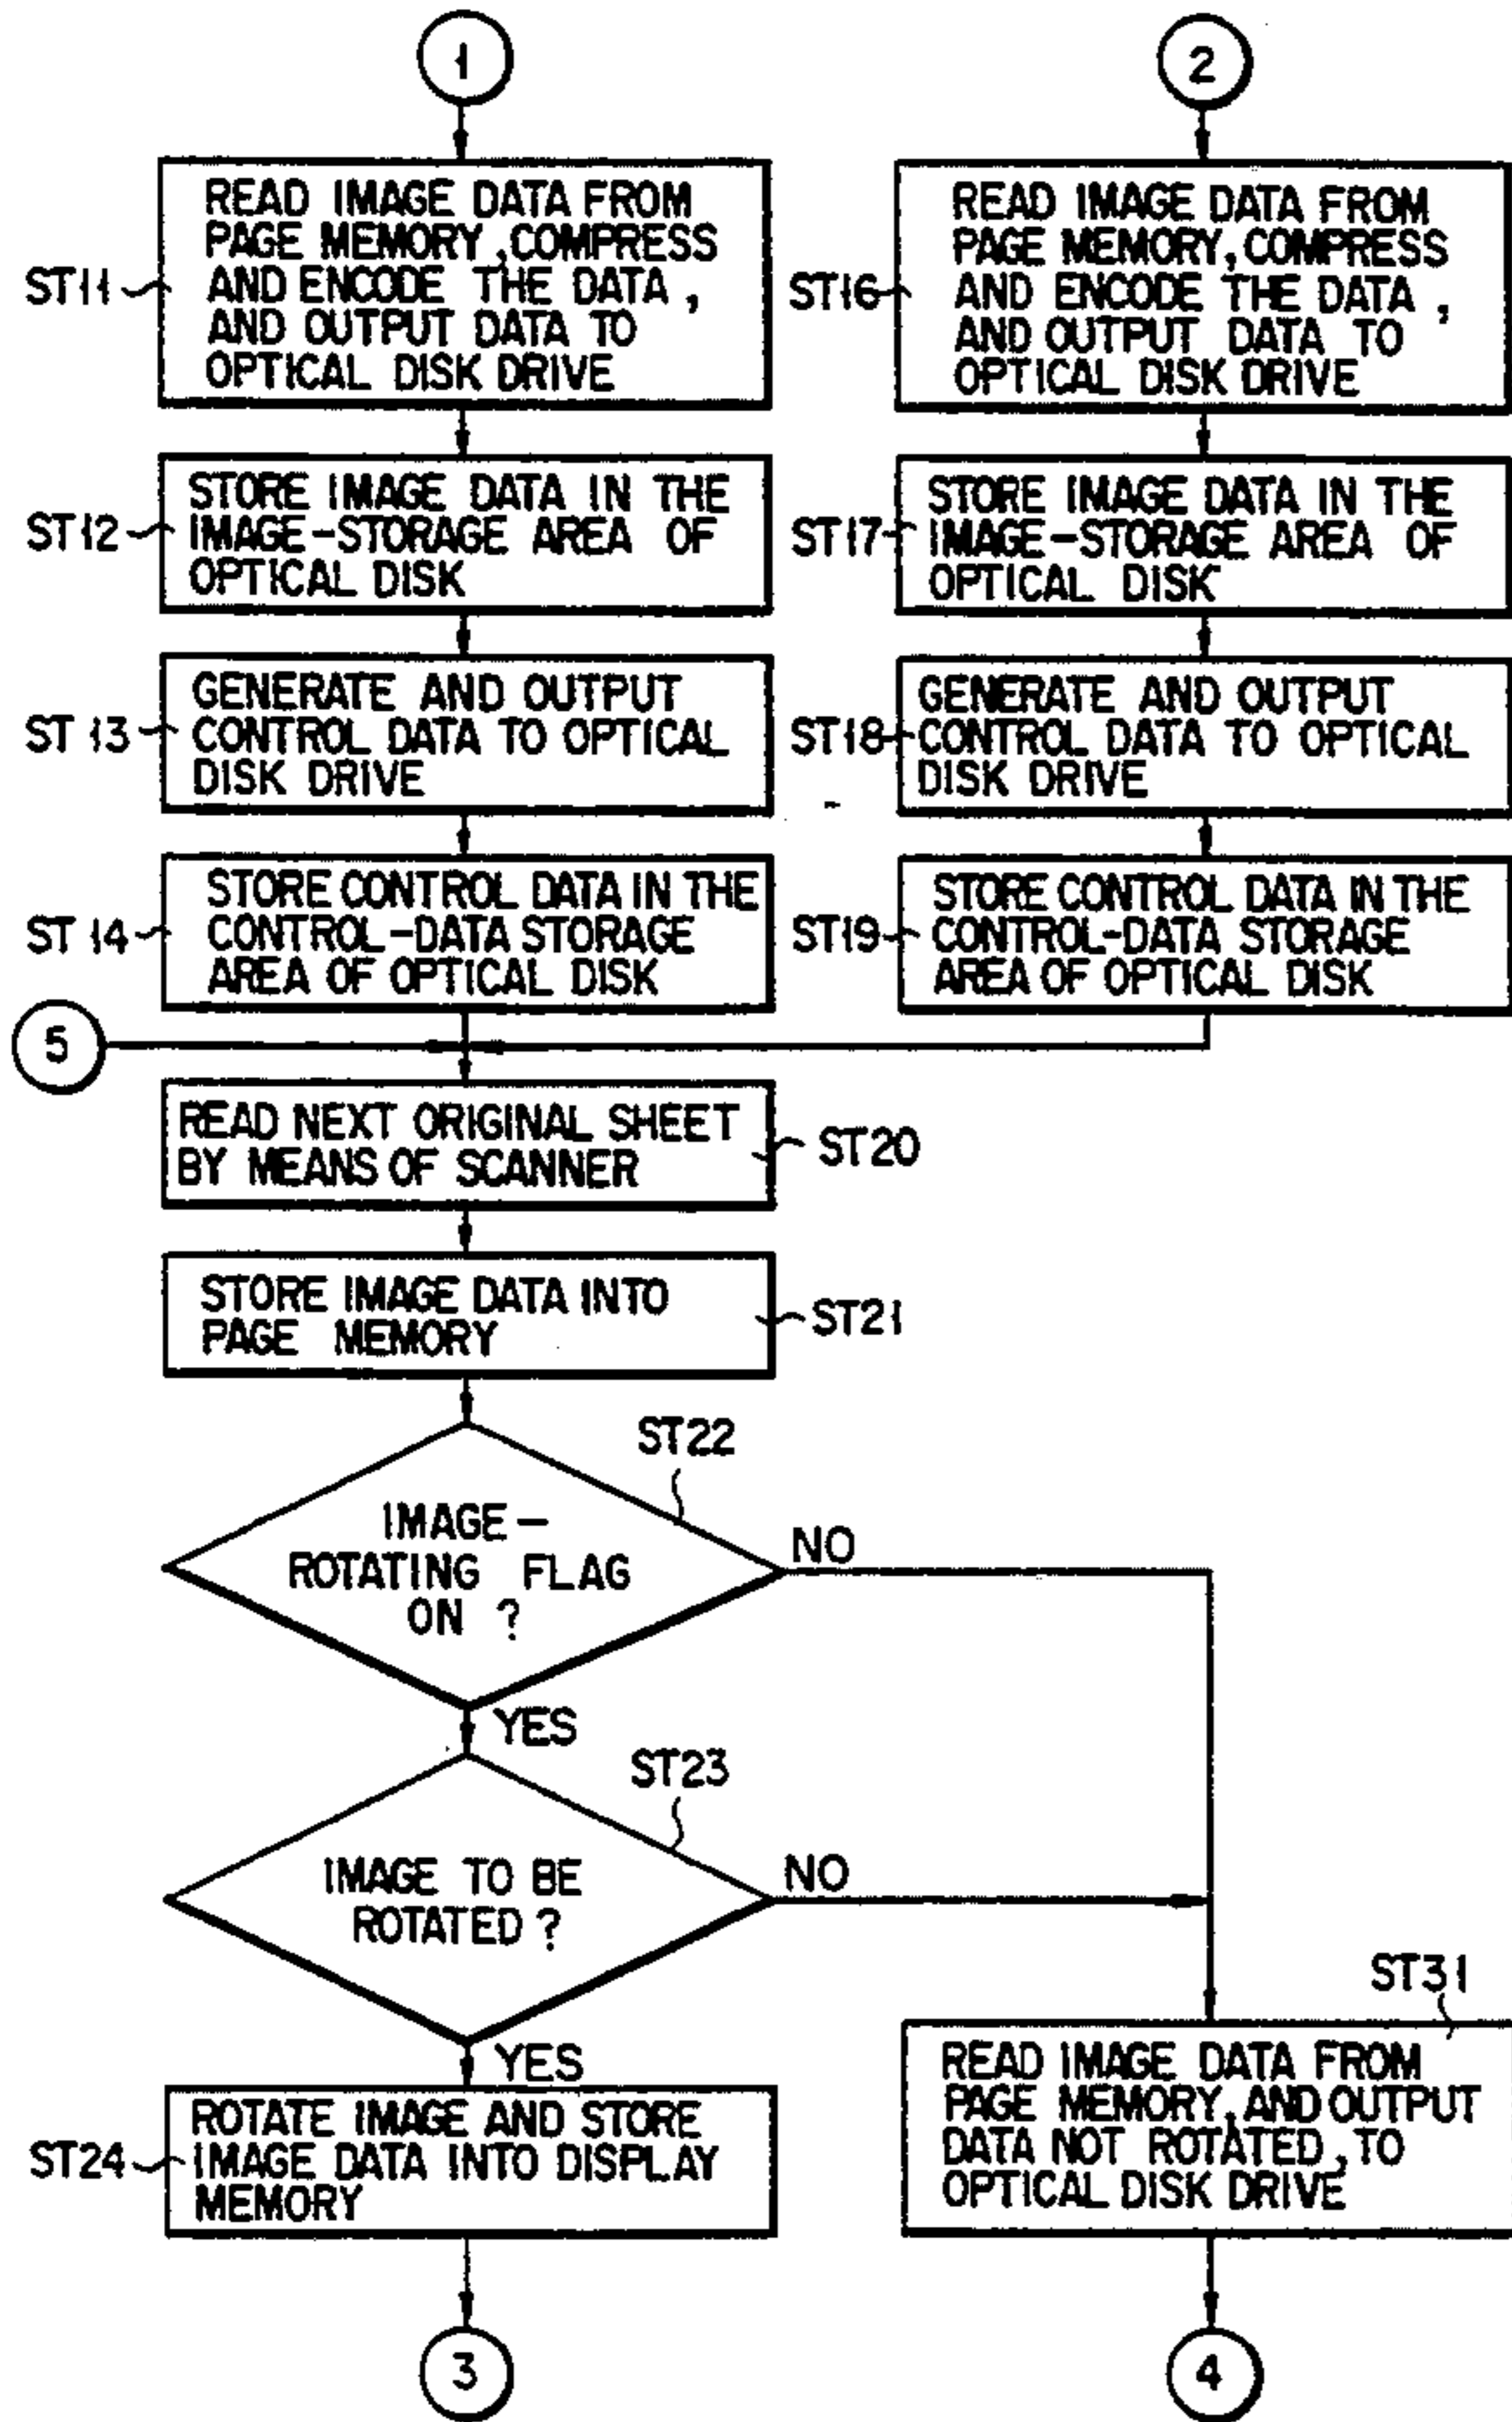 1
READ IMAGE DATA FROM
PAGE MEMORY, COMPRESS
AND ENCODE THE DATA,
AND OUTPUT DATA TO
OPTICAL DISK DRIVE
ST11
STORE IMAGE DATA IN THE
IMAGE-STORAGE AREA OF
OPTICAL DISK
ST12
GENERATE AND OUTPUT
CONTROL DATA TO OPTICAL
DISK DRIVE
ST13
STORE CONTROL DATA IN THE
CONTROL-DATA STORAGE
AREA OF OPTICAL DISK
ST14
2
READ IMAGE DATA FROM
PAGE MEMORY, COMPRESS
AND ENCODE THE DATA,
AND OUTPUT DATA TO
OPTICAL DISK DRIVE
ST16
STORE IMAGE DATA IN THE
IMAGE-STORAGE AREA OF
OPTICAL DISK
ST17
GENERATE AND OUTPUT
CONTROL DATA TO OPTICAL
DISK DRIVE
ST18
STORE CONTROL DATA IN THE
CONTROL-DATA STORAGE
AREA OF OPTICAL DISK
ST19
5
READ NEXT ORIGINAL SHEET
BY MEANS OF SCANNER
ST20
STORE IMAGE DATA INTO
PAGE MEMORY
ST21
ST22
IMAGE-
ROTATING FLAG
ON ?
NO
YES
ST23
IMAGE TO BE
ROTATED ?
NO
YES
ROTATE IMAGE AND STORE
IMAGE DATA INTO DISPLAY
MEMORY
ST24
ST31
READ IMAGE DATA FROM
PAGE MEMORY, AND OUTPUT
DATA NOT ROTATED, TO
OPTICAL DISK DRIVE
3
4